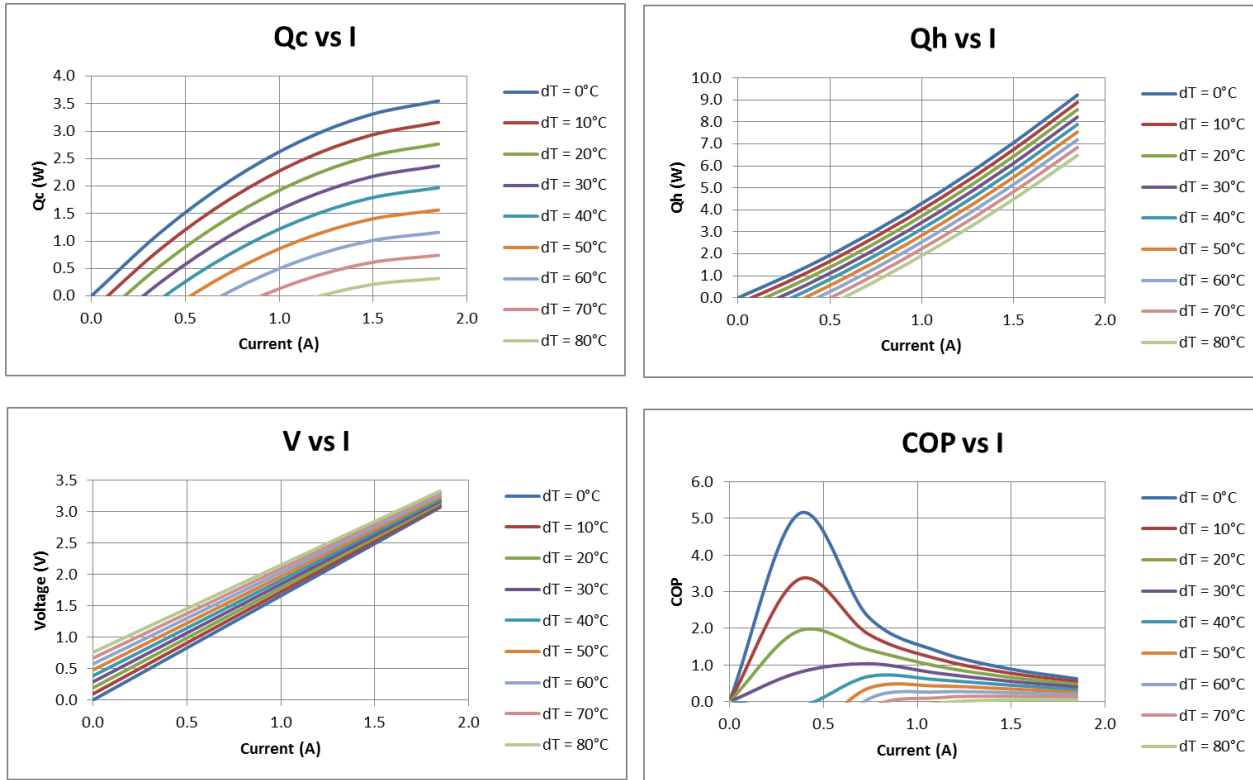 Qc vs I
4.0
3.5
3.0
2.5
2.0
1.5
1.0
0.5
0.0
Qc (W)
0.0 0.5 1.0 1.5 2.0
Current (A)
dT = 0°C
dT = 10°C
dT = 20°C
dT = 30°C
dT = 40°C
dT = 50°C
dT = 60°C
dT = 70°C
dT = 80°C
Qh vs I
10.0
9.0
8.0
7.0
6.0
5.0
4.0
3.0
2.0
1.0
0.0
Qh (W)
0.0 0.5 1.0 1.5 2.0
Current (A)
dT = 0°C
dT = 10°C
dT = 20°C
dT = 30°C
dT = 40°C
dT = 50°C
dT = 60°C
dT = 70°C
dT = 80°C
V vs I
3.5
3.0
2.5
2.0
1.5
1.0
0.5
0.0
Voltage (V)
0.0 0.5 1.0 1.5 2.0
Current (A)
dT = 0°C
dT = 10°C
dT = 20°C
dT = 30°C
dT = 40°C
dT = 50°C
dT = 60°C
dT = 70°C
dT = 80°C
COP vs I
6.0
5.0
4.0
3.0
2.0
1.0
0.0
COP
0.0 0.5 1.0 1.5 2.0
Current (A)
dT = 0°C
dT = 10°C
dT = 20°C
dT = 30°C
dT = 40°C
dT = 50°C
dT = 60°C
dT = 70°C
dT = 80°C